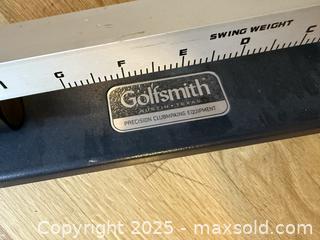 SWING WEIGHT
G F E D C
Golfsmith
AUSTIN • TEXAS
PRECISION CLUBMAKING EQUIPMENT
Copyright 2025 - maxsold.com